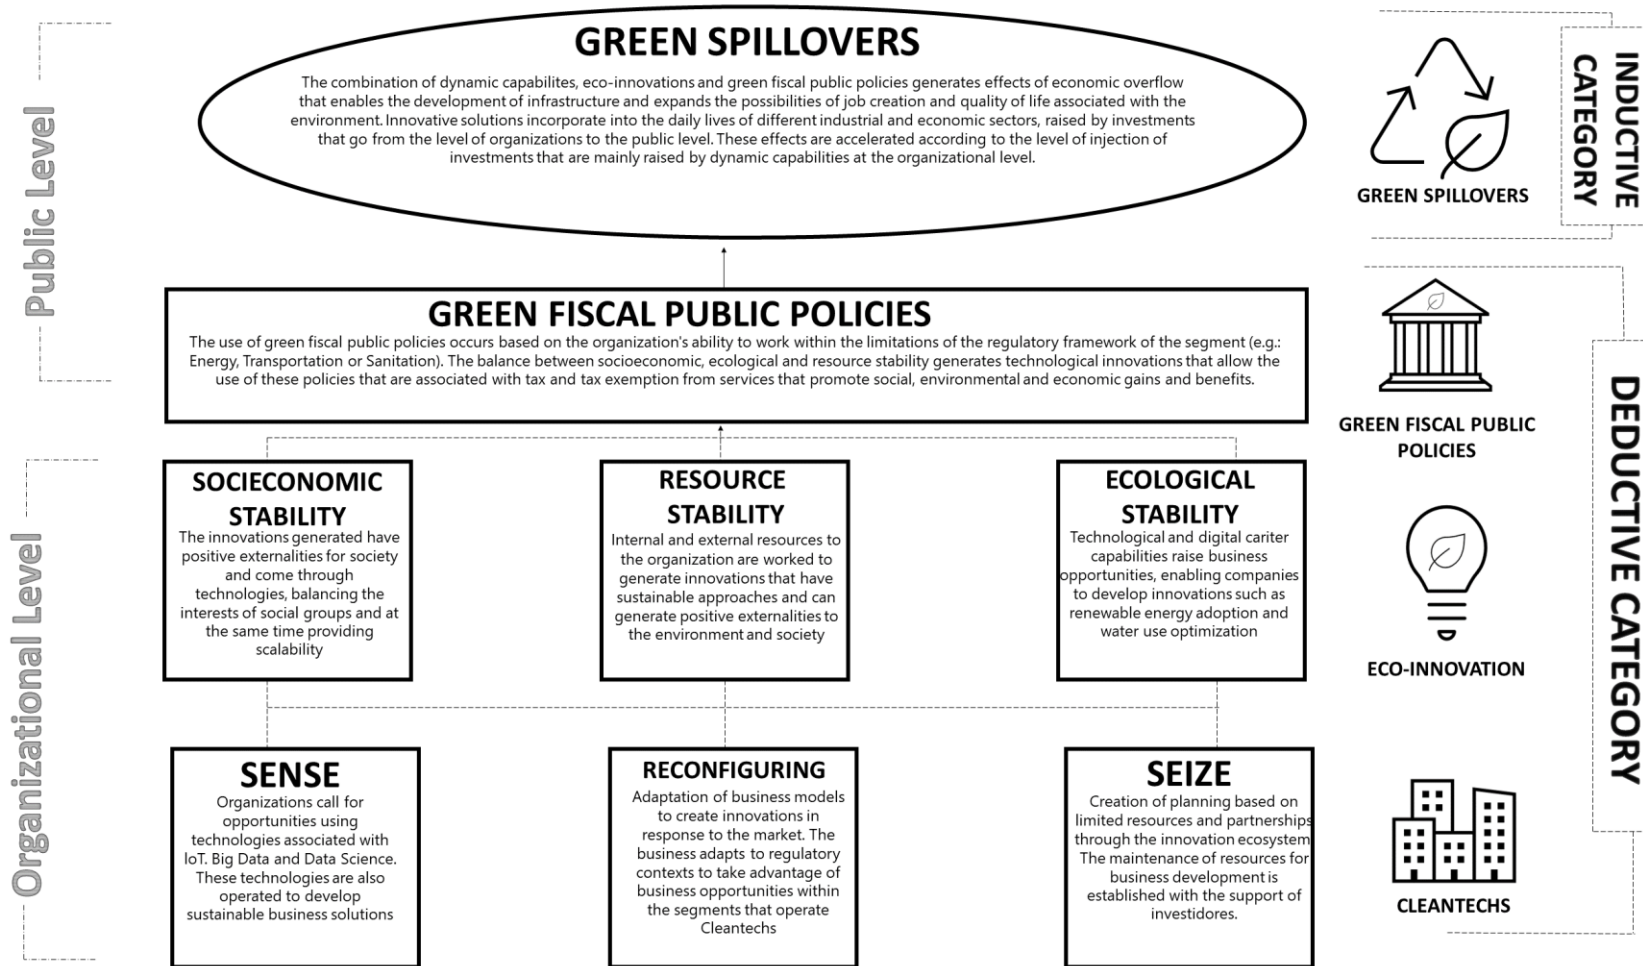 Public Level
GREEN SPILLOVERS
The combination of dynamic capabilites, eco-innovations and green fiscal public policies generates effects of economic overflow
that enables the development of infrastructure and expands the possibilities of job creation and quality of life associated with the
environment. Innovative solutions incorporate into the daily lives of different industrial and economic sectors, raised by investments
that go from the level of organizations to the public level. These effects are accelerated according to the level of injection of
investments that are mainly raised by dynamic capabilities at the organizational level.
GREEN SPILLOVERS
INDUCTIVE
CATEGORY
GREEN FISCAL PUBLIC POLICIES
The use of green fiscal public policies occurs based on the organization's ability to work within the limitations of the regulatory framework of the segment (e.g.:
Energy, Transportation or Sanitation). The balance between socioeconomic, ecological and resource stability generates technological innovations that allow the
use of these policies that are associated with tax and tax exemption from services that promote social, environmental and economic gains and benefits.
GREEN FISCAL PUBLIC
POLICIES
DEDUCTIVE CATEGORY
Organizational Level
SOCIECONOMIC
STABILITY
The innovations generated have
positive externalities for society
and come through
technologies, balancing the
interests of social groups and at
the same time providing
scalability
RESOURCE
STABILITY
Internal and external resources to
the organization are worked to
generate innovations that have
sustainable approaches and can
generate positive externalities to
the environment and society
ECOLOGICAL
STABILITY
Technological and digital cariter
capabilities raise business
opportunities, enabling companies
to develop innovations such as
renewable energy adoption and
water use optimization
ECO-INNOVATION
SENSE
Organizations call for
opportunities using
technologies associated with
IoT. Big Data and Data Science.
These technologies are also
operated to develop
sustainable business solutions
RECONFIGURING
Adaptation of business models
to create innovations in
response to the market. The
business adapts to regulatory
contexts to take advantage of
business opportunities within
the segments that operate
Cleantechs
SEIZE
Creation of planning based on
limited resources and partnerships
through the innovation ecosystem
The maintenance of resources for
business development is
established with the support of
investidores.
CLEANTECHS